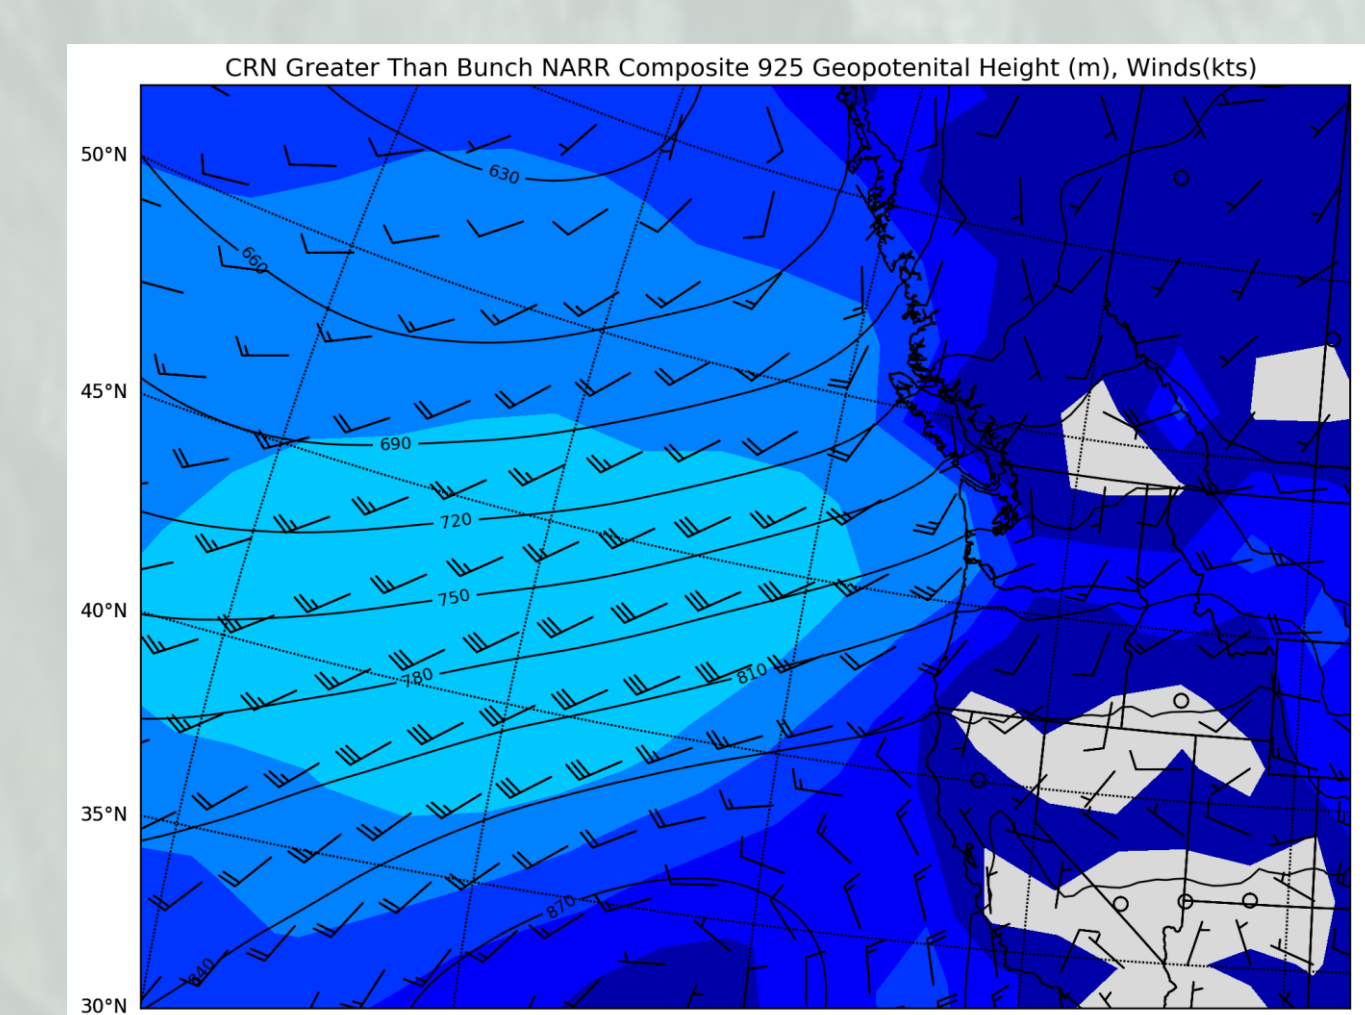 CRN Greater Than Bunch NARR Composite 925 Geopotenital Height (m), Winds(kts)
50°N
630
660
45°N
690
720
750
40°N
780
810
35°N
870
840
30°N